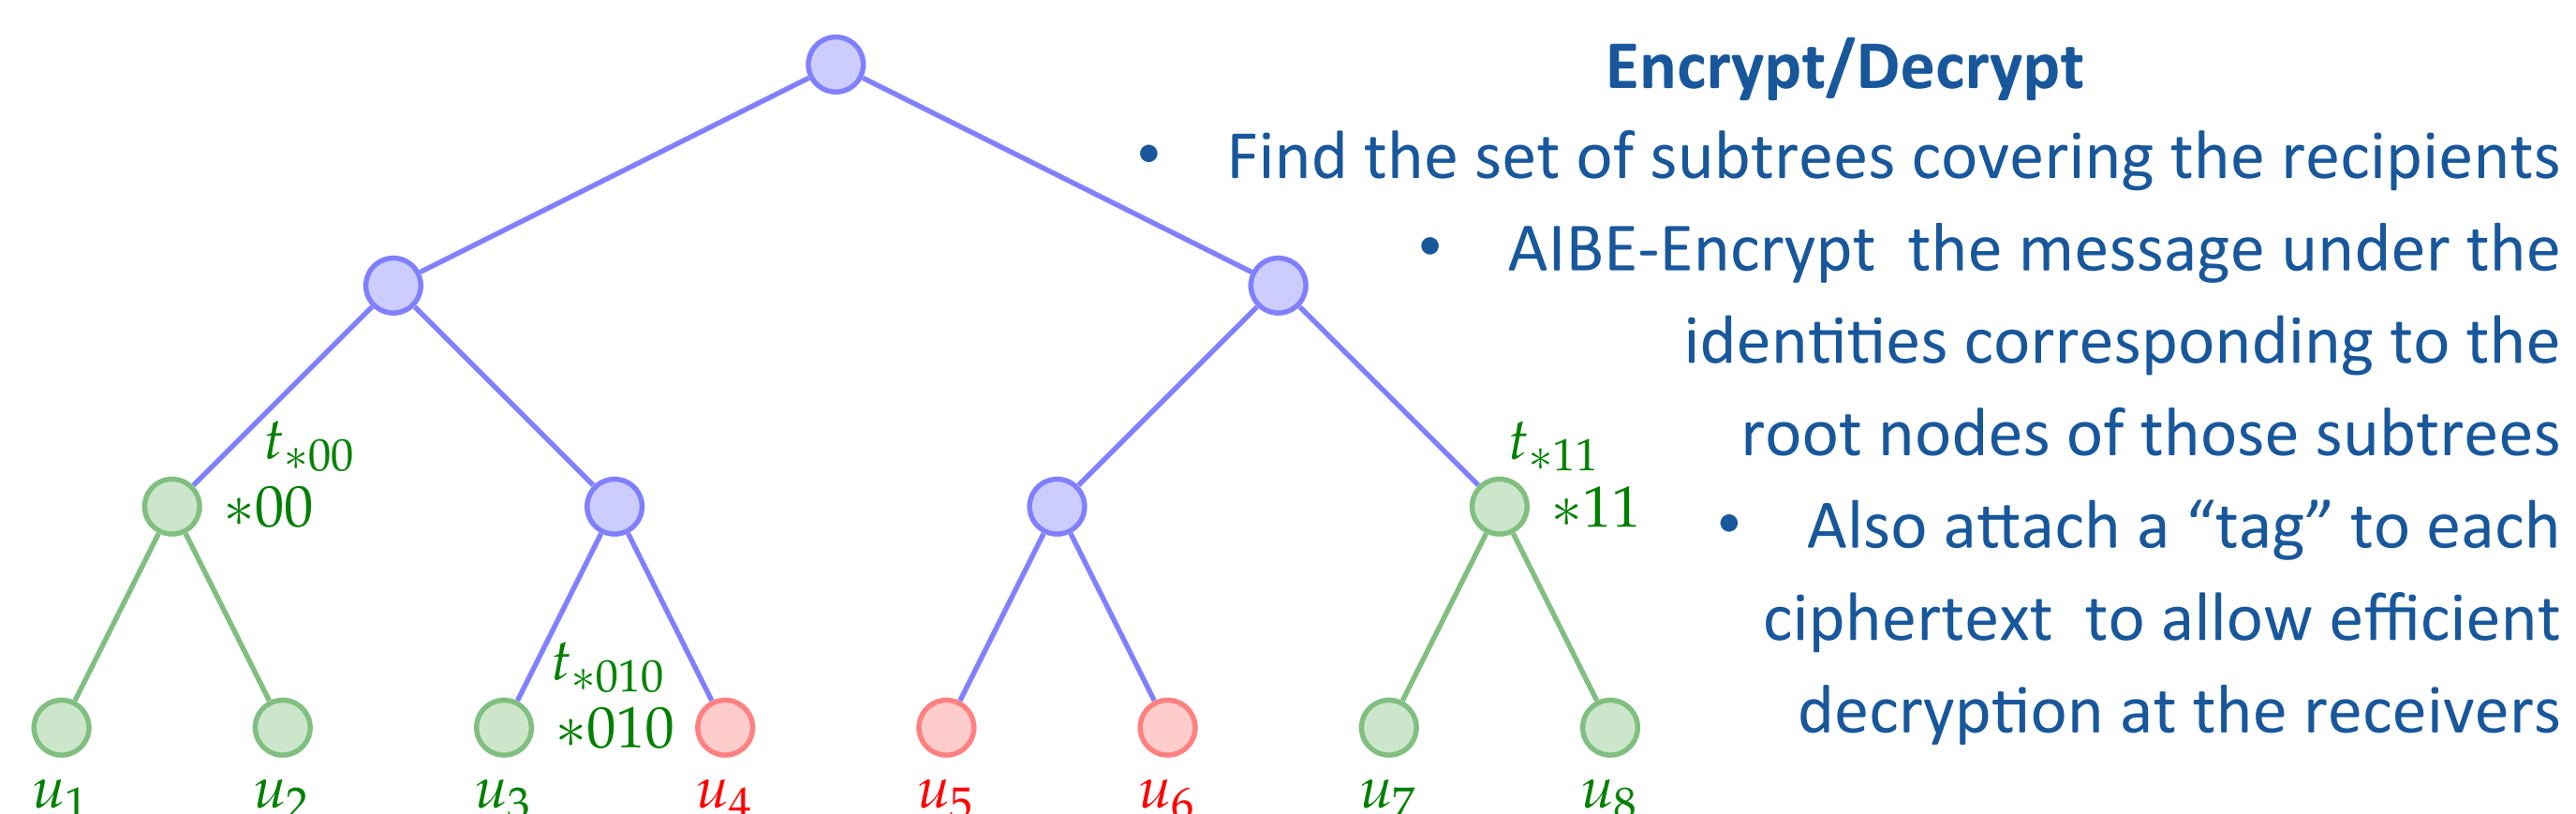 Encrypt/Decrypt
• Find the set of subtrees covering the recipients
• AIBE-Encrypt the message under the
identities corresponding to the
root nodes of those subtrees
• Also attach a “tag” to each
ciphertext to allow efficient
decryption at the receivers
t*00
*00
t*11
*11
t*010
*010
u1 u2 u3 u4 u5 u6 u7 u8